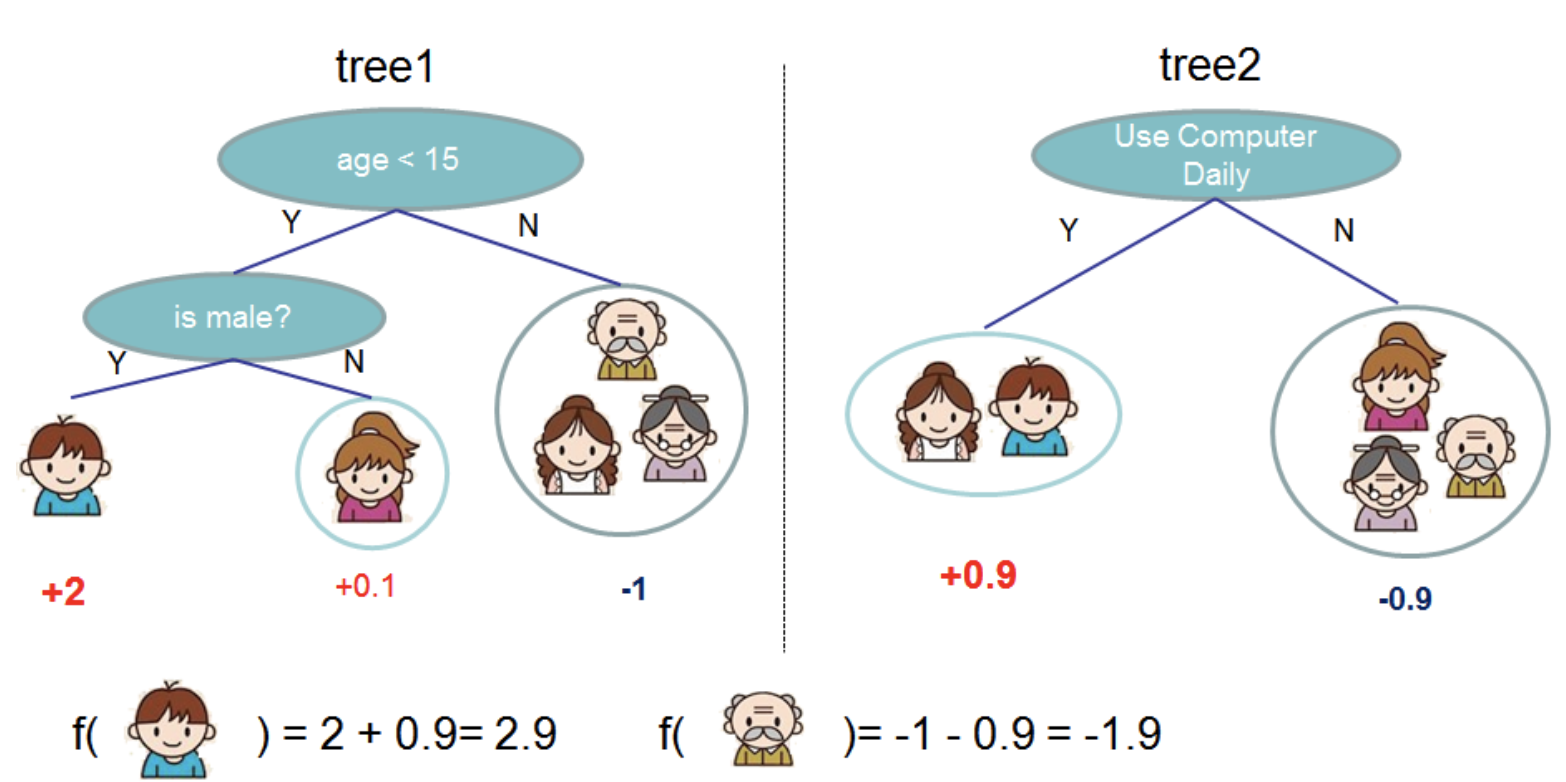 tree1
age < 15
Y
N
is male?
Y
N
+2
+0.1
-1
tree2
Use Computer
Daily
Y
N
+0.9
-0.9
f( ) = 2 + 0.9= 2.9
f( )= -1 - 0.9 = -1.9